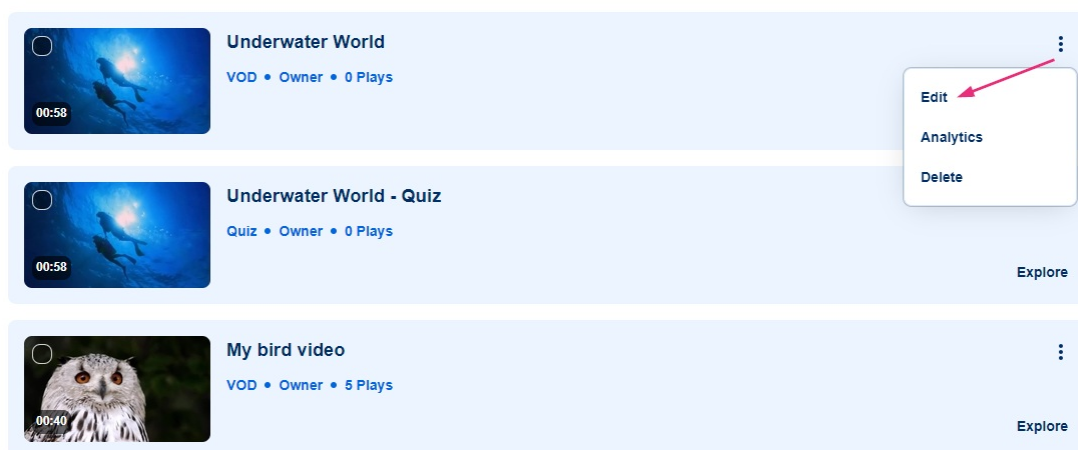 Underwater World
VOD • Owner • 0 Plays
00:58
Edit
Analytics
Delete
Underwater World - Quiz
Quiz • Owner • 0 Plays
00:58
Explore
My bird video
VOD • Owner • 5 Plays
00:40
Explore